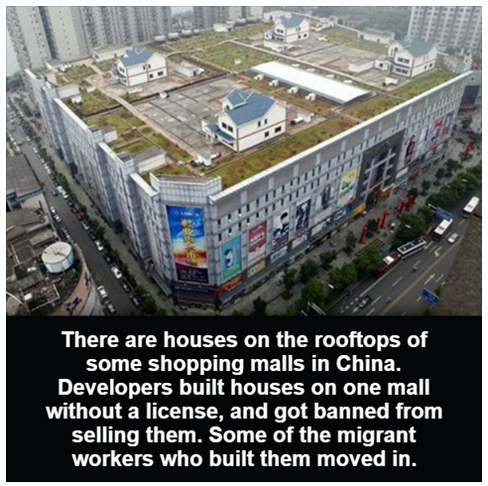 There are houses on the rooftops of
some shopping malls in China.
Developers built houses on one mall
without a license, and got banned from
selling them. Some of the migrant
workers who built them moved in.